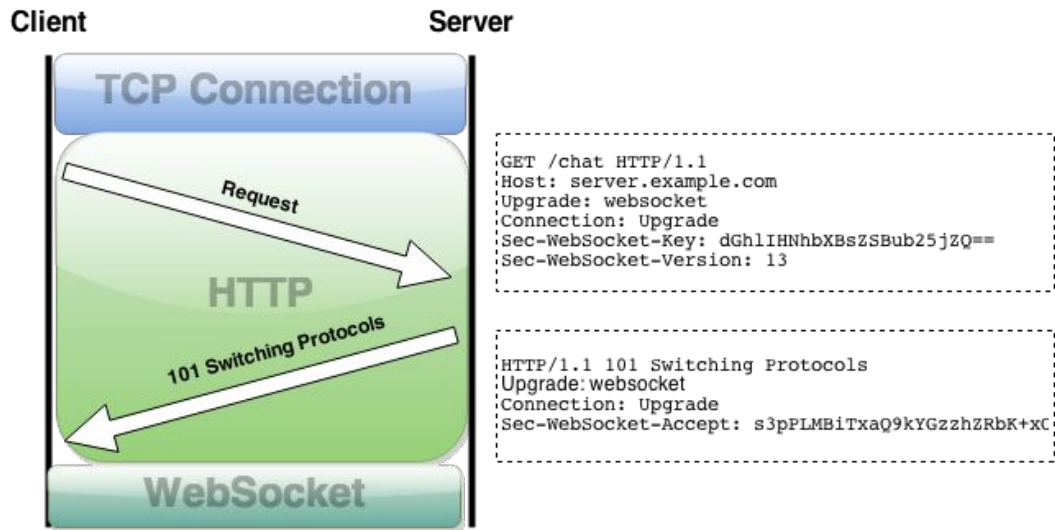 Client
Server
TCP Connection
GET /chat HTTP/1.1
Host: server.example.com
Upgrade: websocket
Connection: Upgrade
Sec-WebSocket-Key: dGhlIHNhbXBsZSBub25jZQ==
Sec-WebSocket-Version: 13
Request
HTTP
101 Switching Protocols
HTTP/1.1 101 Switching Protocols
Upgrade: websocket
Connection: Upgrade
Sec-WebSocket-Accept:
WebSocket